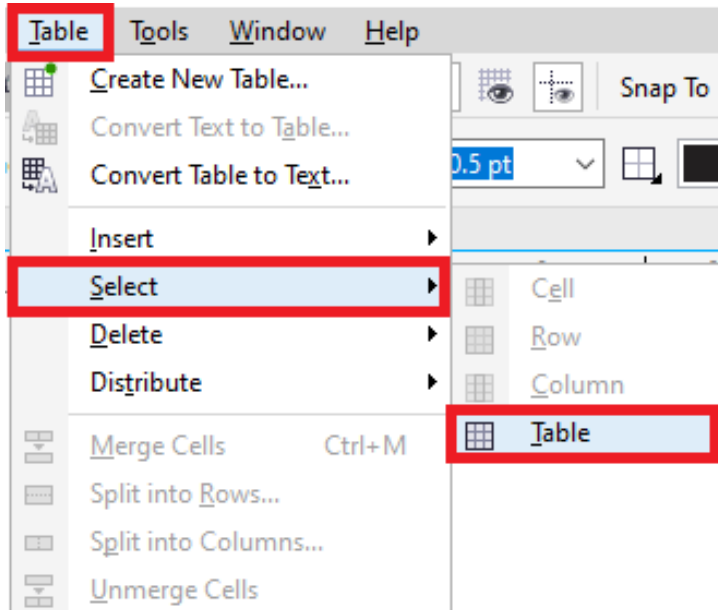 Table Tools Window Help
Create New Table...
Snap To
Convert Text to Table...
Convert Table to Text...
0.5 pt
Insert
Select
Cell
Delete
Row
Distribute
Column
Table
Merge Cells Ctrl+M
Split into Rows...
Split into Columns...
Unmerge Cells